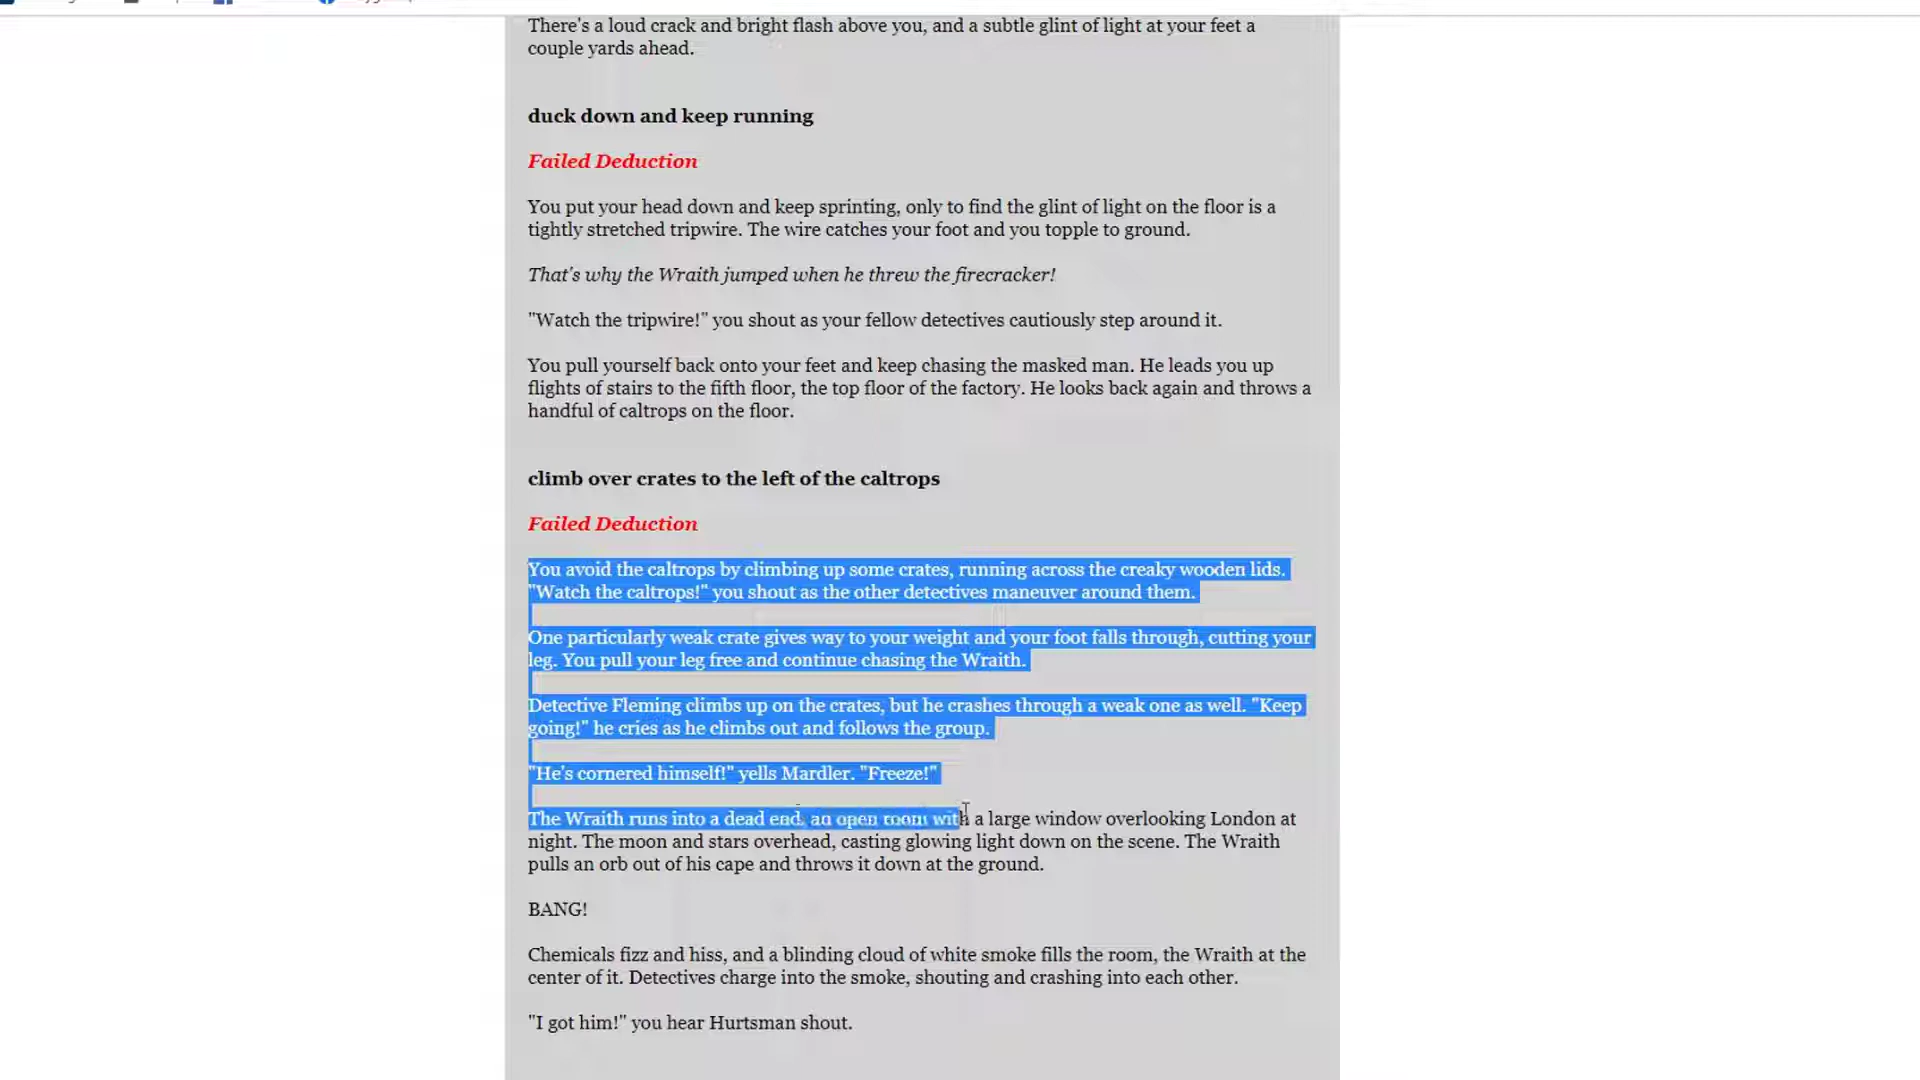 There's a loud crack and bright flash above you, and a subtle glint of light at your feet a
couple yards ahead.
duck down and keep running
Failed Deduction
You put your head down and keep sprinting, only to find the glint of light on the floor is a
tightly stretched tripwire. The wire catches your foot and you topple to ground.
That's why the Wraith jumped when he threw the firecracker!
"Watch the tripwire!" you shout as your fellow detectives cautiously step around it.
You pull yourself back onto your feet and keep chasing the masked man. He leads you up
flights of stairs to the fifth floor, the top floor of the factory. He looks back again and throws a
handful of caltrops on the floor.
climb over crates to the left of the caltrops
Failed Deduction
You avoid the caltrops by climbing up some crates, running across the creaky wooden lids.
"Watch the caltrops!" you shout as the other detectives maneuver around them.
One particularly weak crate gives way to your weight and your foot falls through, cutting your
leg. You pull your leg free and continue chasing the Wraith.
Detective Fleming climbs up on the crates, but he crashes through a weak one as well. "Keep
going!" he cries as he climbs out and follows the group.
"He's cornered himself!" yells Mardler. "Freeze!"
The Wraith runs into a dead end, an open room with a large window overlooking London at
night. The moon and stars overhead, casting glowing light down on the scene. The Wraith
pulls an orb out of his cape and throws it down at the ground.
BANG!
Chemicals fizz and hiss, and a blinding cloud of white smoke fills the room, the Wraith at the
center of it. Detectives charge into the smoke, shouting and crashing into each other.
"I got him!" you hear Hurtsman shout.